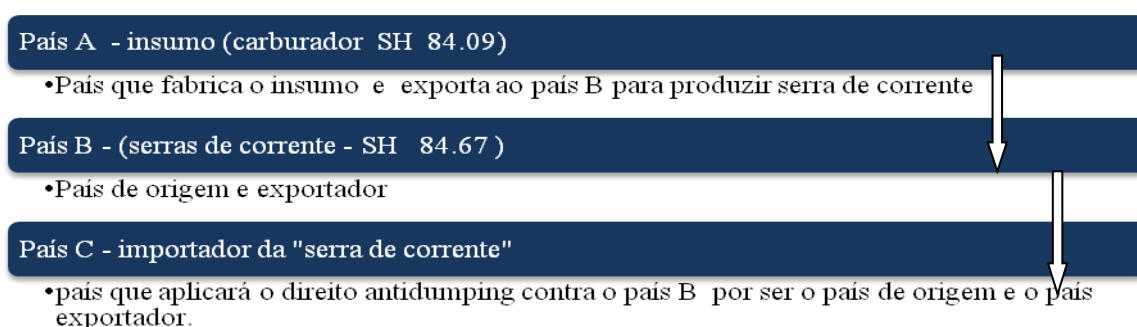 País A - insumo (carburador SH 84.09)
•País que fabrica o insumo e exporta ao país B para produzir serra de corrente
País B - (serras de corrente - SH 84.67 )
•País de origem e exportador
País C - importador da "serra de corrente"
•país que aplicará o direito antidumping contra o país B por ser o país de origem e o país
exportador.